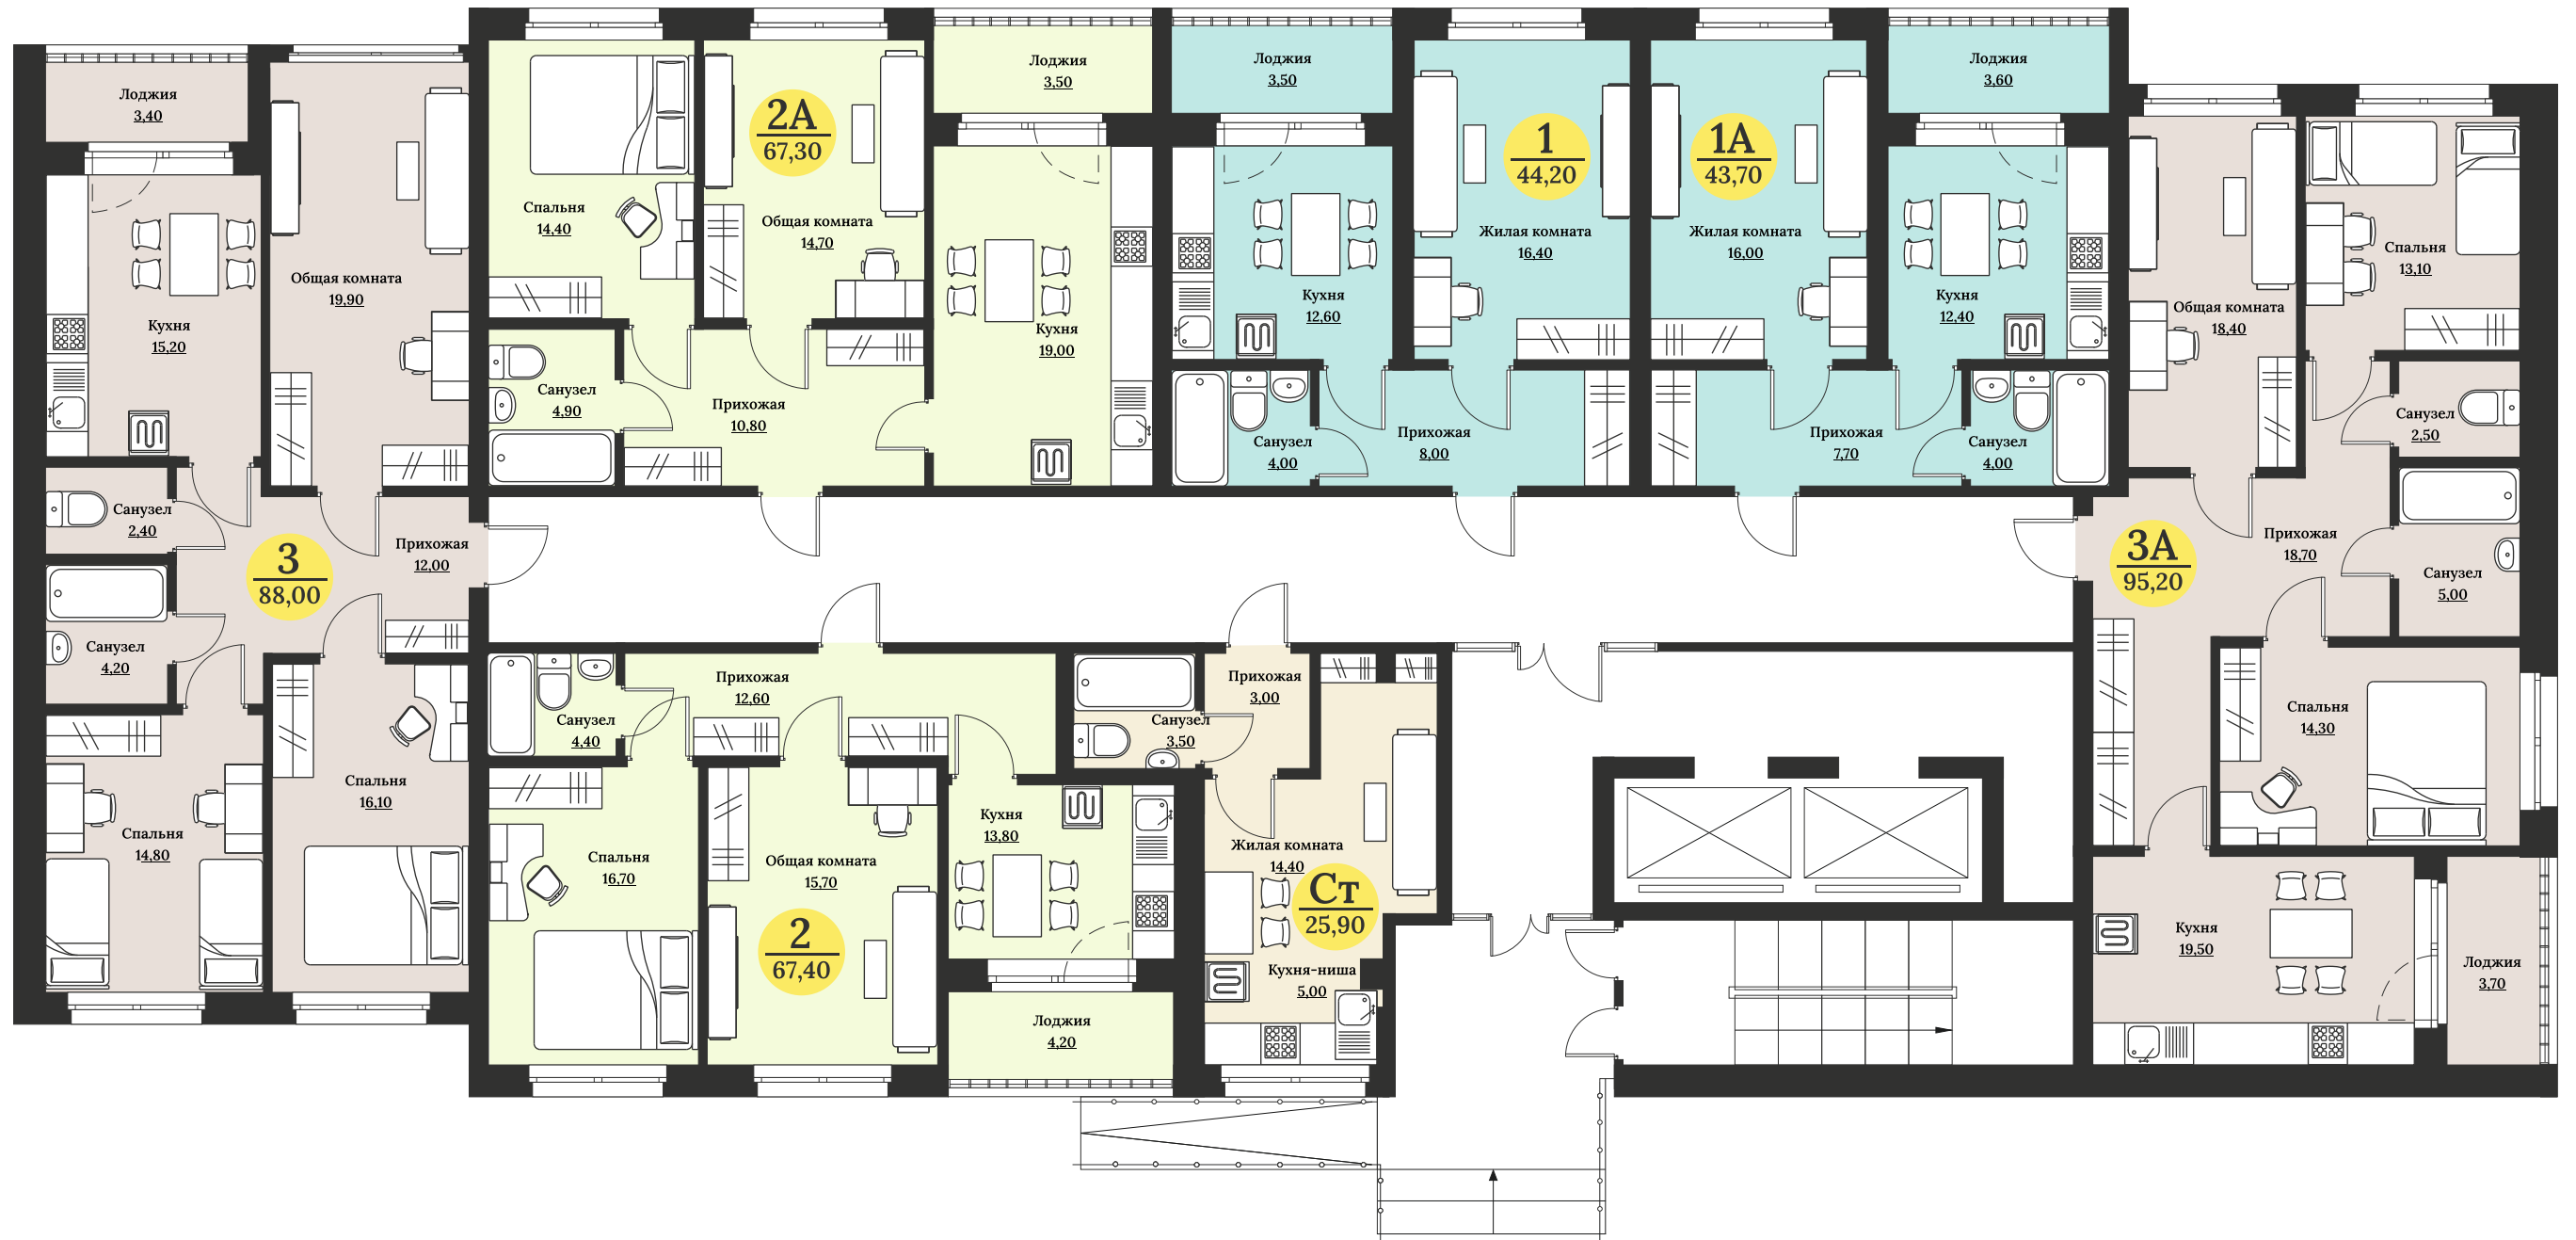 Лоджия
3,40
Кухня
15,20
Общая комната
19,90
Санузел
2,40
Санузел
4,20
3
88,00
Прихожая
12,00
Спальня
14,80
Спальня
16,10
Спальня
14,40
2А
67,30
Общая комната
14,70
Лоджия
3,50
Кухня
19,00
Санузел
4,90
Прихожая
10,80
Лоджия
3,50
Кухня
12,60
1
44,20
Жилая комната
16,40
Санузел
4,00
Прихожая
8,00
1А
43,70
Жилая комната
16,00
Лоджия
3,60
Кухня
12,40
Прихожая
7,70
Санузел
4,00
Общая комната
18,40
Спальня
13,10
Санузел
2,50
Прихожая
18,70
3А
95,20
Санузел
5,00
Спальня
14,30
Кухня
19,50
Лоджия
3,70
Санузел
4,40
Прихожая
12,60
Спальня
16,70
Общая комната
15,70
2
67,40
Кухня
13,80
Лоджия
4,20
Санузел
3,50
Прихожая
3,00
Жилая комната
14,40
Ст
25,90
Кухня-ниша
5,00